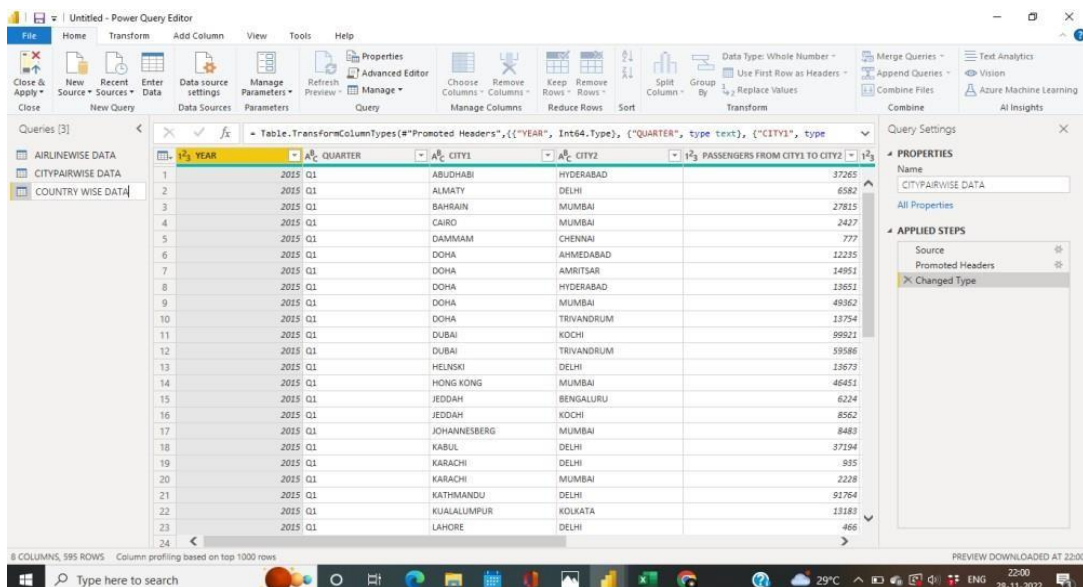 Untitled - Power Query Editor
File Home Transform Add Column View Tools Help
Close & Apply
New Source
Recent Sources
Enter Data
Data source settings
Manage Parameters
Refresh Preview
Properties
Advanced Editor
Manage
Choose Columns
Remove Columns
Keep Rows
Remove Rows
Split Column
Group By
Data Type: Whole Number
Use First Row as Headers
Replace Values
Merge Queries
Append Queries
Combine Files
Text Analytics
Vision
Azure Machine Learning
Close New Query Data Sources Parameters Query Manage Columns Reduce Rows Sort Transform Combine AI Insights
Queries [3]
AIRLINEWISE DATA
CITYPAIRWISE DATA
COUNTRY WISE DATA
fx = Table.TransformColumnTypes(#"Promoted Headers",{{"YEAR", Int64.Type}, {"QUARTER", type text}, {"CITY1", type
123 YEAR ABC QUARTER ABC CITY1 ABC CITY2 123 PASSENGERS FROM CITY1 TO CITY2 123
1 2015 Q1 ABUDHABI HYDERABAD 37265
2 2015 Q1 ALMATY DELHI 6582
3 2015 Q1 BAHRAIN MUMBAI 27815
4 2015 Q1 CAIRO MUMBAI 2427
5 2015 Q1 DAMMAM CHENNAI 777
6 2015 Q1 DOHA AHMEDABAD 12235
7 2015 Q1 DOHA AMRITSAR 14951
8 2015 Q1 DOHA HYDERABAD 13651
9 2015 Q1 DOHA MUMBAI 49362
10 2015 Q1 DOHA TRIVANDRUM 13754
11 2015 Q1 DUBAI KOCHI 99921
12 2015 Q1 DUBAI TRIVANDRUM 59586
13 2015 Q1 HELNSKI DELHI 13673
14 2015 Q1 HONG KONG MUMBAI 46451
15 2015 Q1 JEDDAH BENGALURU 6224
16 2015 Q1 JEDDAH KOCHI 8562
17 2015 Q1 JOHANNESBERG MUMBAI 8483
18 2015 Q1 KABUL DELHI 37194
19 2015 Q1 KARACHI DELHI 935
20 2015 Q1 KARACHI MUMBAI 2228
21 2015 Q1 KATHMANDU DELHI 91764
22 2015 Q1 KUALALUMPUR KOLKATA 13183
23 2015 Q1 LAHORE DELHI 466
24
Query Settings
PROPERTIES
Name
CITYPAIRWISE DATA
All Properties
APPLIED STEPS
Source
Promoted Headers
Changed Type
8 COLUMNS, 595 ROWS Column profiling based on top 1000 rows PREVIEW DOWNLOADED AT 22:00
Type here to search 29°C ENG 22:00
28-11-2022